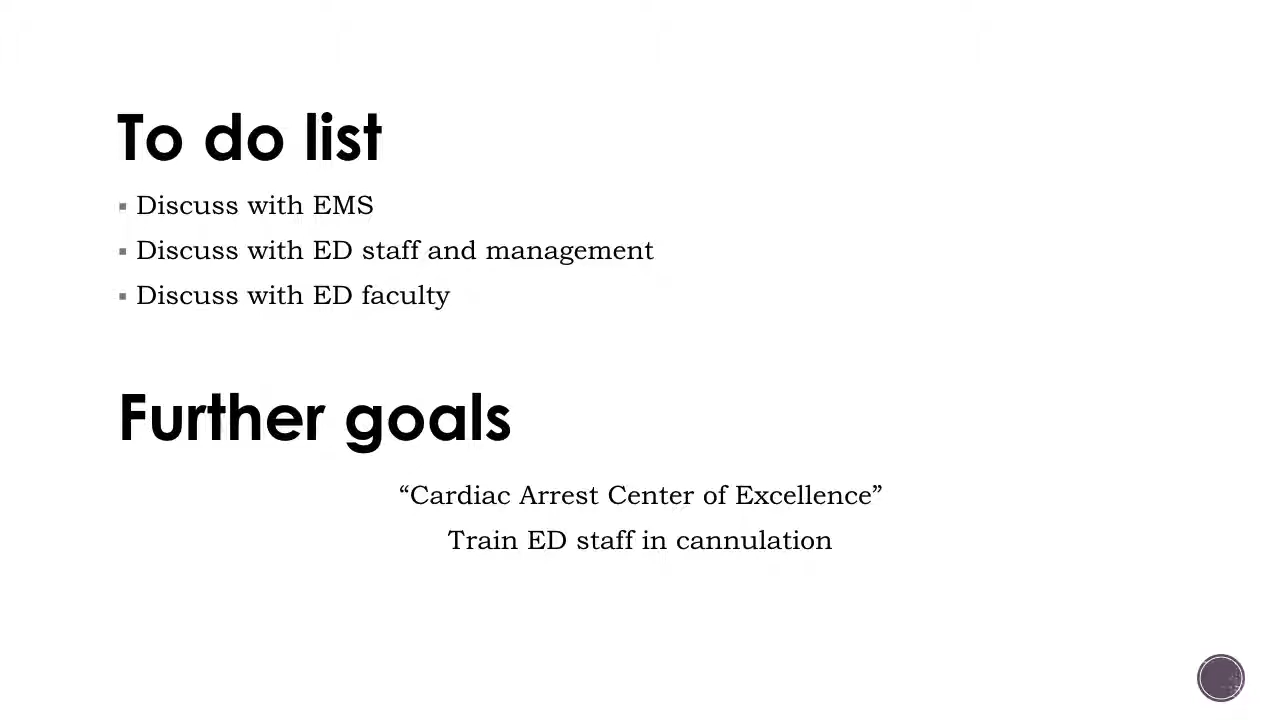 To do list
▪ Discuss with EMS
▪ Discuss with ED staff and management
▪ Discuss with ED faculty
Further goals
“Cardiac Arrest Center of Excellence”
Train ED staff in cannulation